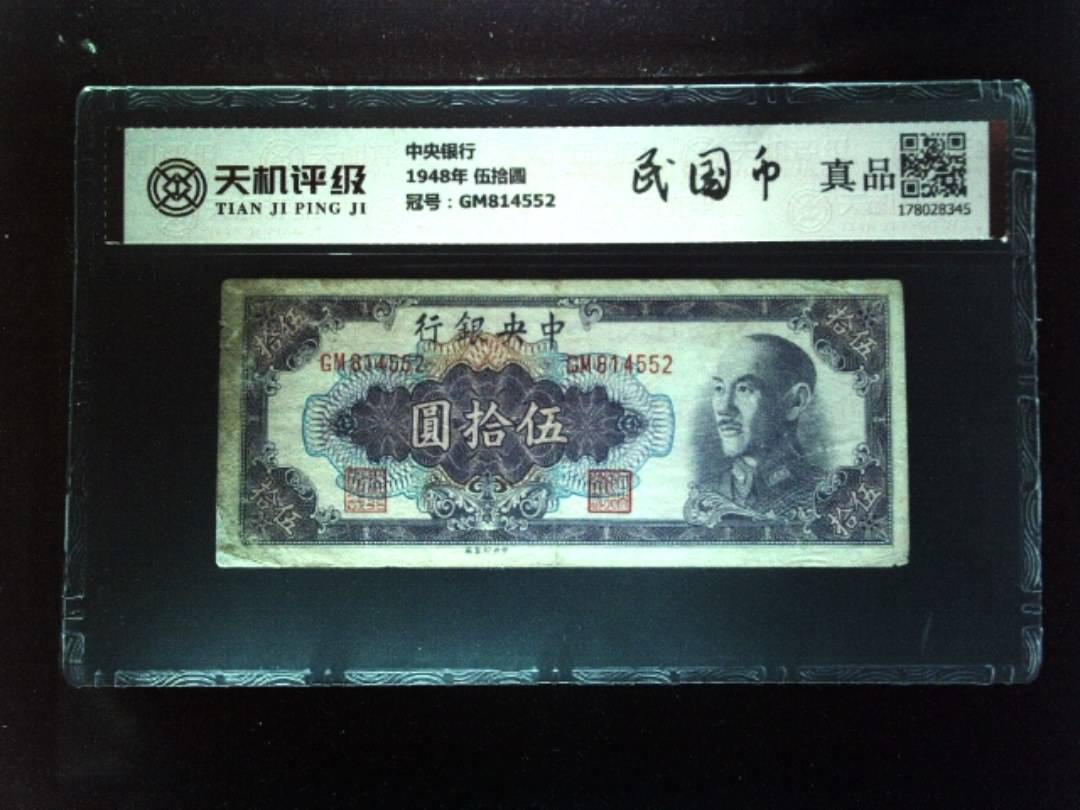 天机评级
TIAN JI PING JI
中央银行
1948年 伍拾圓
冠号：GM814552
民国币
真品
178028345
行銀央中
GM814552
GM814552
圓拾伍
拾伍
拾伍
拾伍
拾伍